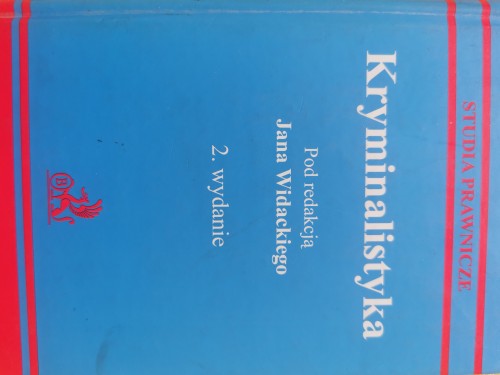 STUDIA PRAWNICZE
Kryminalistyka
Pod redakcją
Jana Widackiego
2. wydanie
B